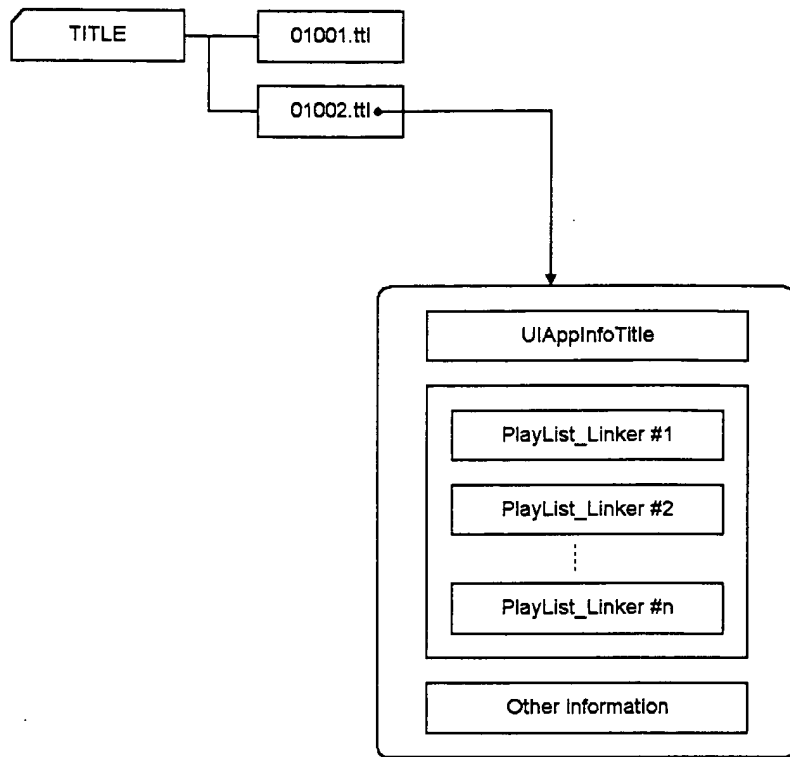 TITLE
01001.ttl
01002.ttl
UIAppInfoTitle
PlayList_Linker #1
PlayList_Linker #2
PlayList_Linker #n
Other information